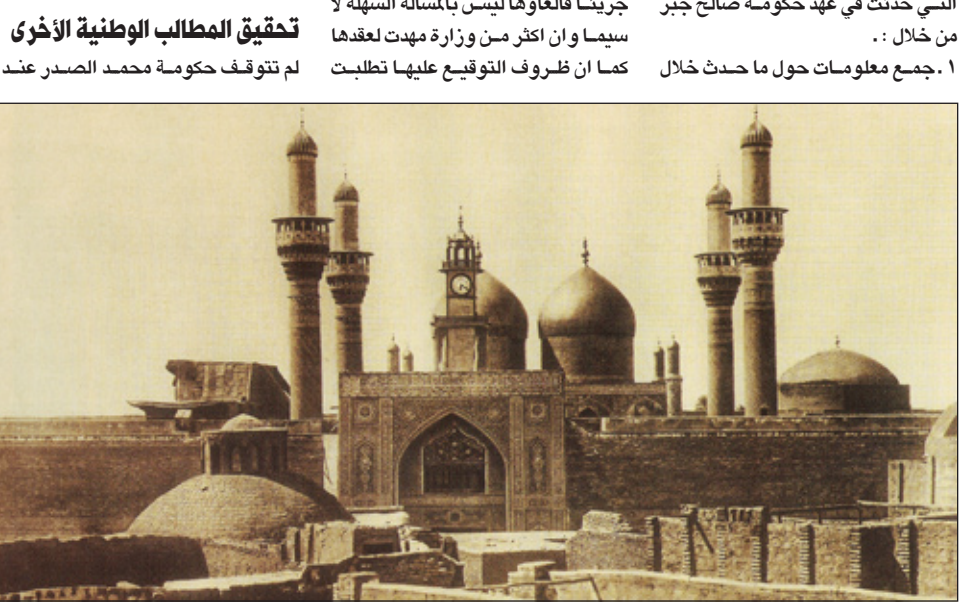 التي حدثت في عهد حكومة صالح جبر
من خلال : .
١ .جمع معلومات حول ما حدث خلال
جريئا فالغاؤها ليس بالمسألة السهلة لا
سيما وان اكثر من وزارة مهدت لعقدها
كما ان ظروف التوقيع عليها تطلبت
تحقيق المطالب الوطنية الأخرى
لم تتوقف حكومة محمد الصدر عند